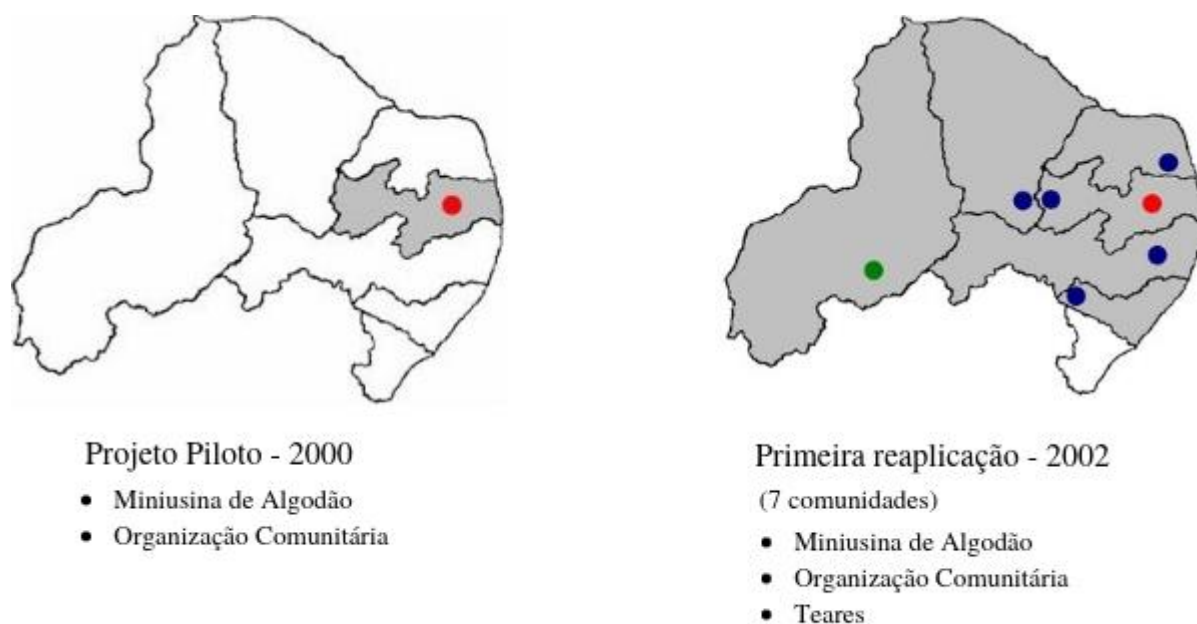 Projeto Piloto - 2000
• Miniusina de Algodão
• Organização Comunitária
Primeira reaplicação - 2002
(7 comunidades)
• Miniusina de Algodão
• Organização Comunitária
• Teares